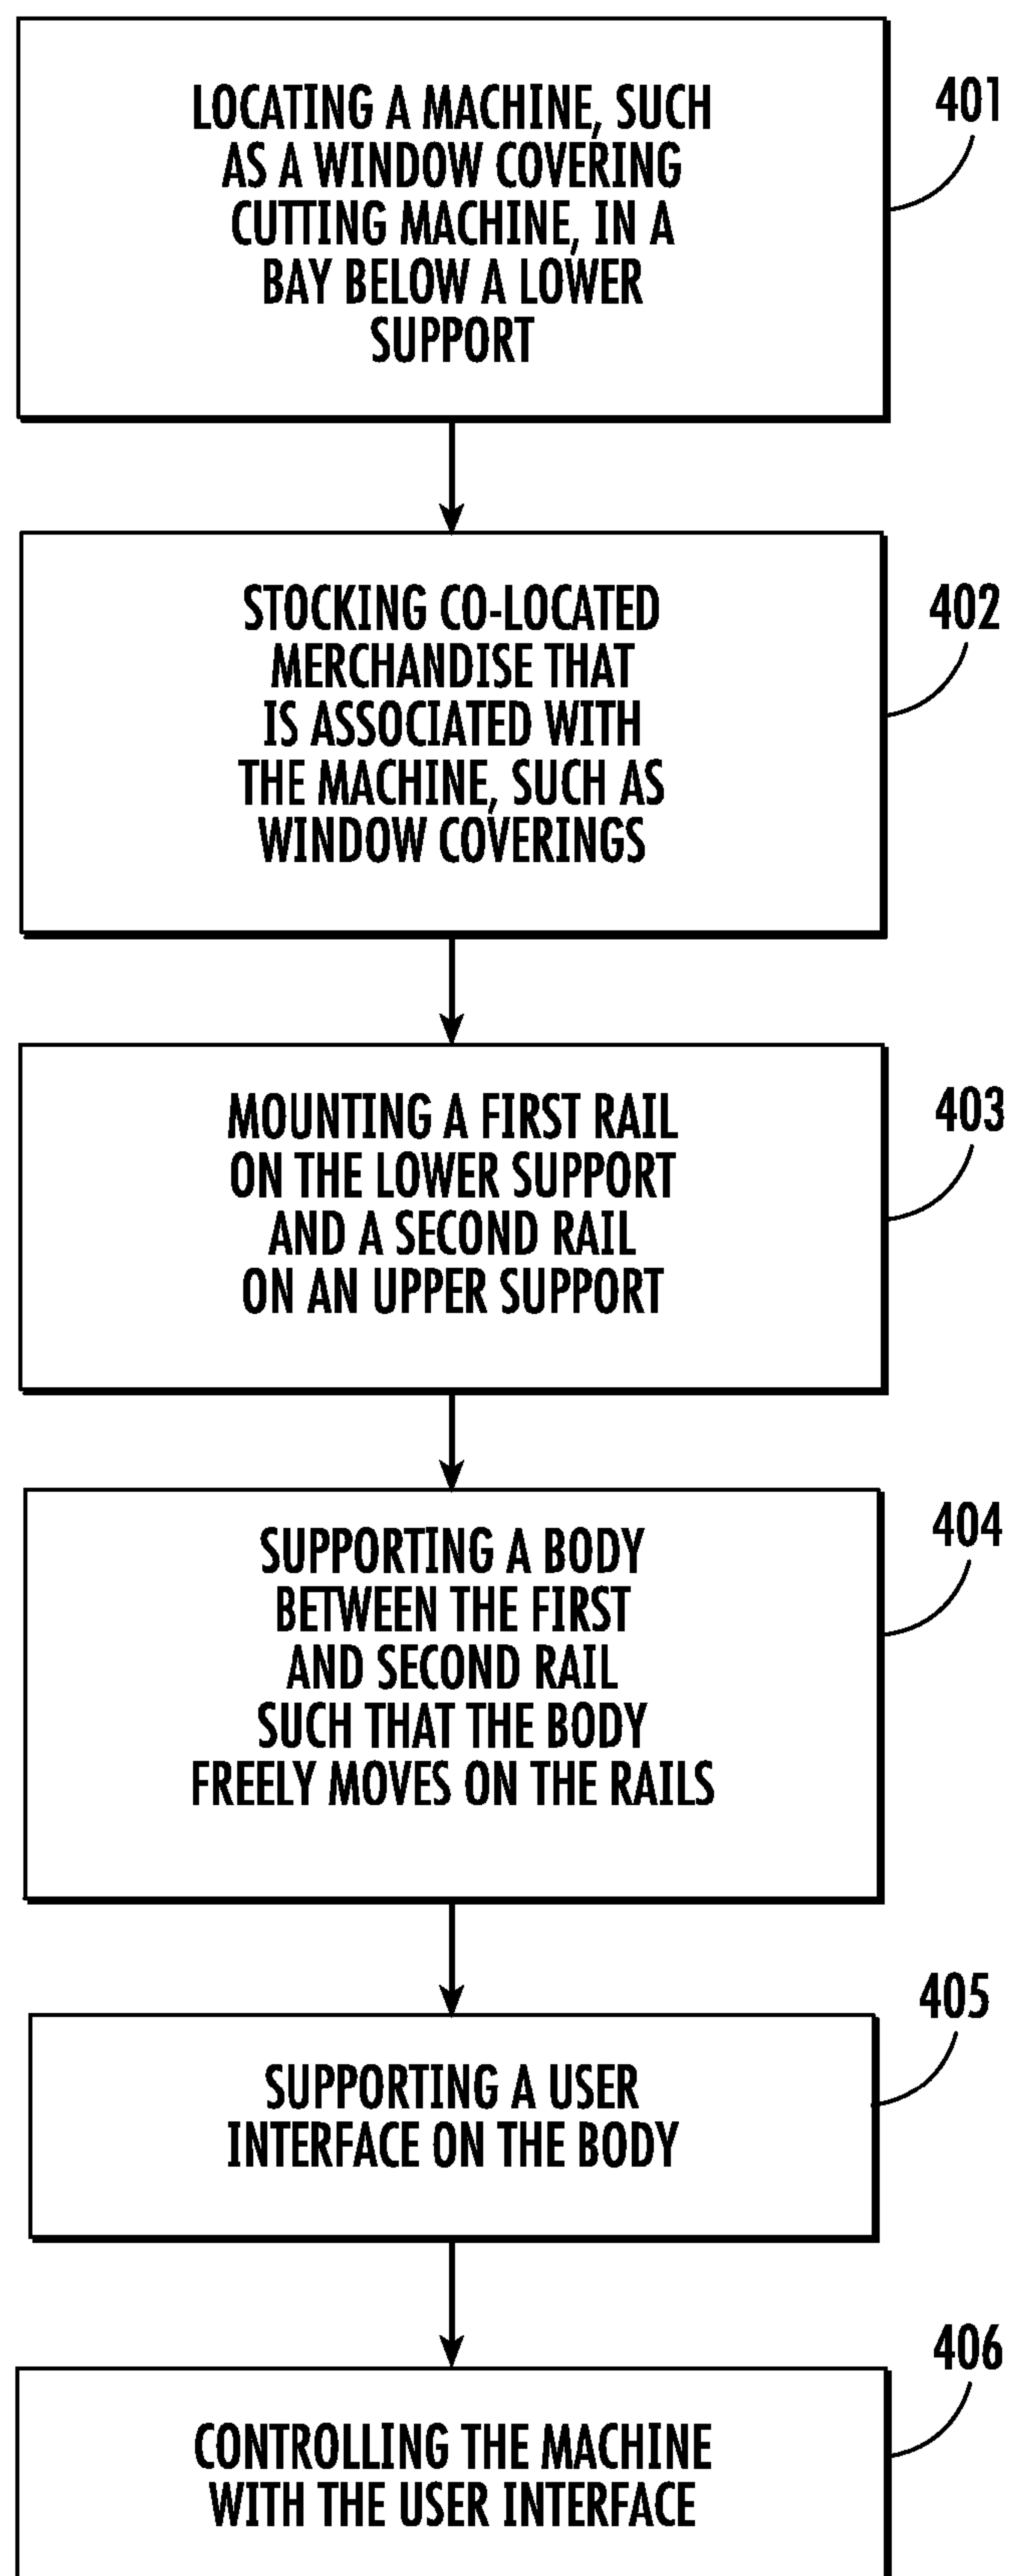 LOCATING A MACHINE, SUCH
AS A WINDOW COVERING
CUTTING MACHINE, IN A
BAY BELOW A LOWER
SUPPORT
401
STOCKING CO-LOCATED
MERCHANDISE THAT
IS ASSOCIATED WITH
THE MACHINE, SUCH AS
WINDOW COVERINGS
402
MOUNTING A FIRST RAIL
ON THE LOWER SUPPORT
AND A SECOND RAIL
ON AN UPPER SUPPORT
403
SUPPORTING A BODY
BETWEEN THE FIRST
AND SECOND RAIL
SUCH THAT THE BODY
FREELY MOVES ON THE RAILS
404
SUPPORTING A USER
INTERFACE ON THE BODY
405
CONTROLLING THE MACHINE
WITH THE USER INTERFACE
406